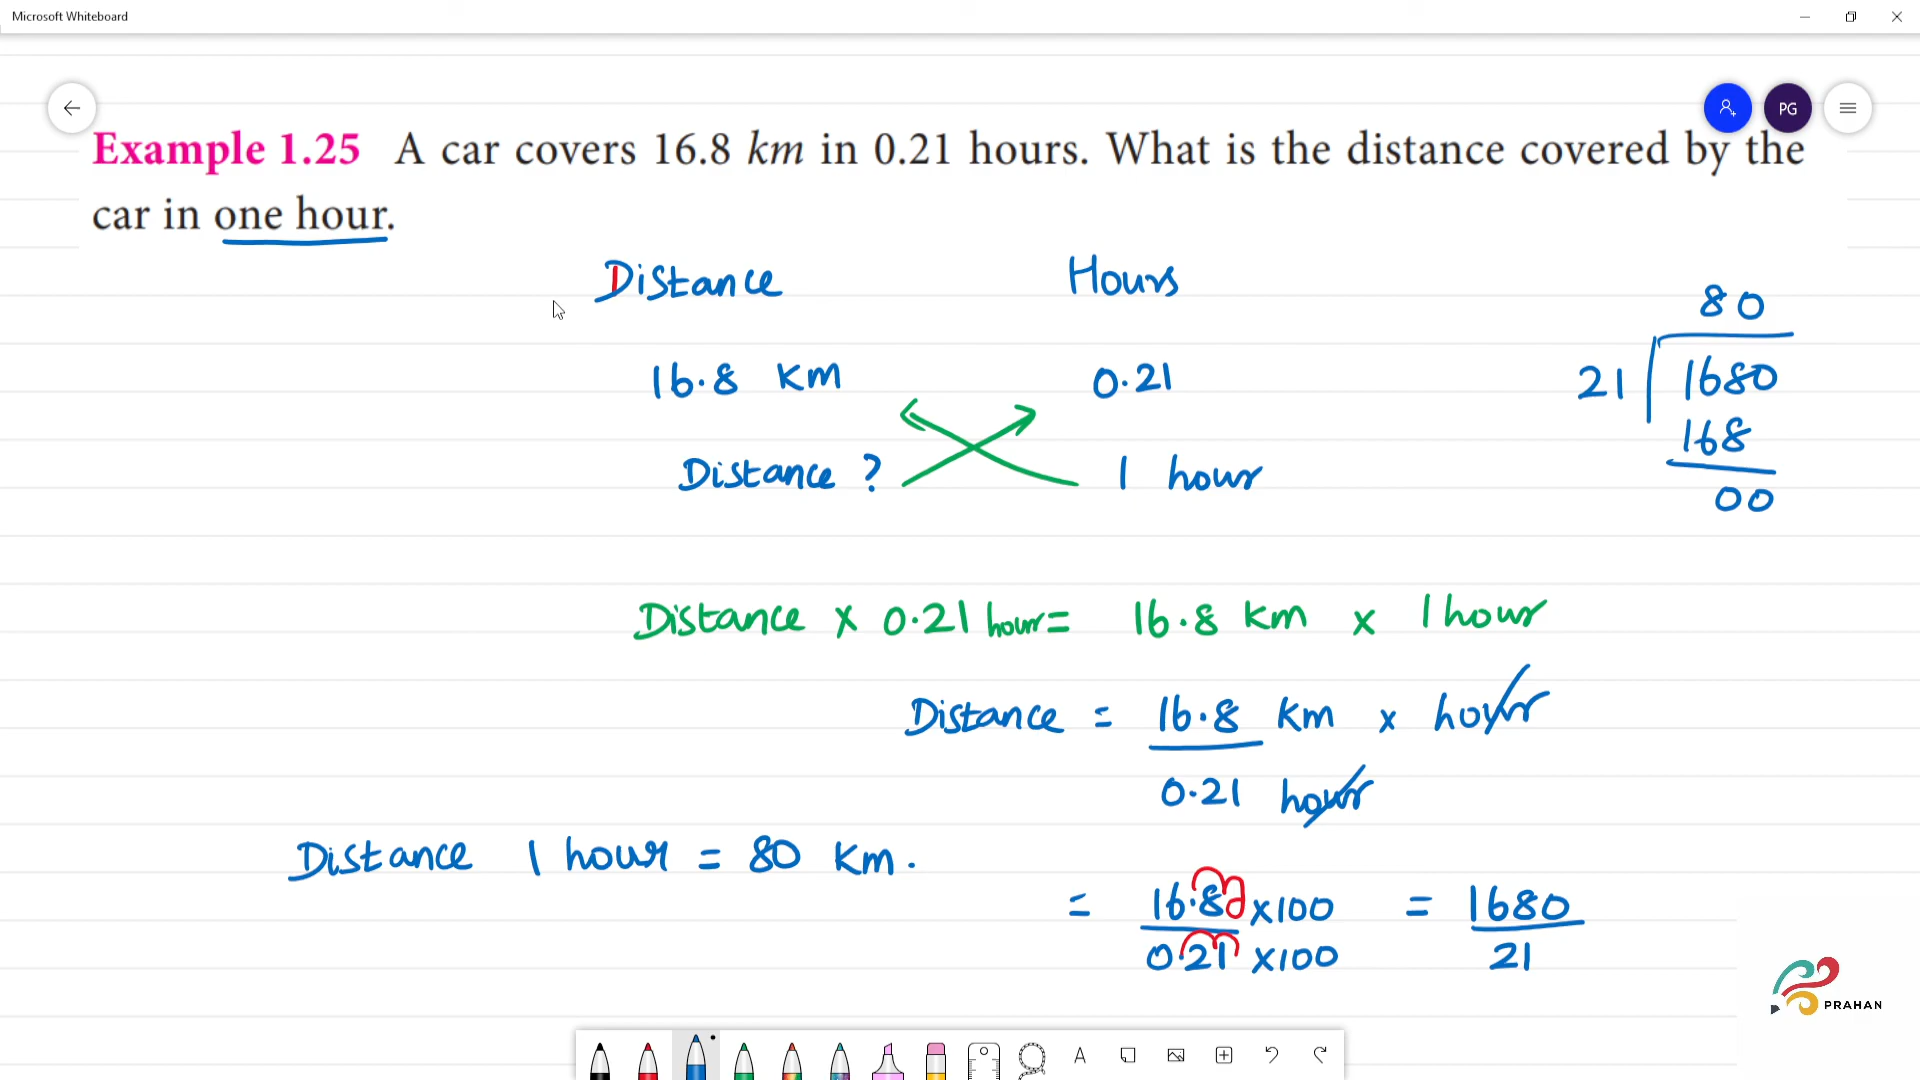 Microsoft Whiteboard
PG
Example 1.25 A car covers 16.8 km in 0.21 hours. What is the distance covered by the
car in one hour.
Distance Hours
16.8 km 0.21
Distance ? 1 hour
80
21 1680
168
00
Distance x 0.21 hour = 16.8 km x 1 hour
Distance = 16.8 km x hour
0.21 hour
Distance 1 hour = 80 km.
= 16.80 x100 = 1680
0.21 x100 21
PRAHAN
A